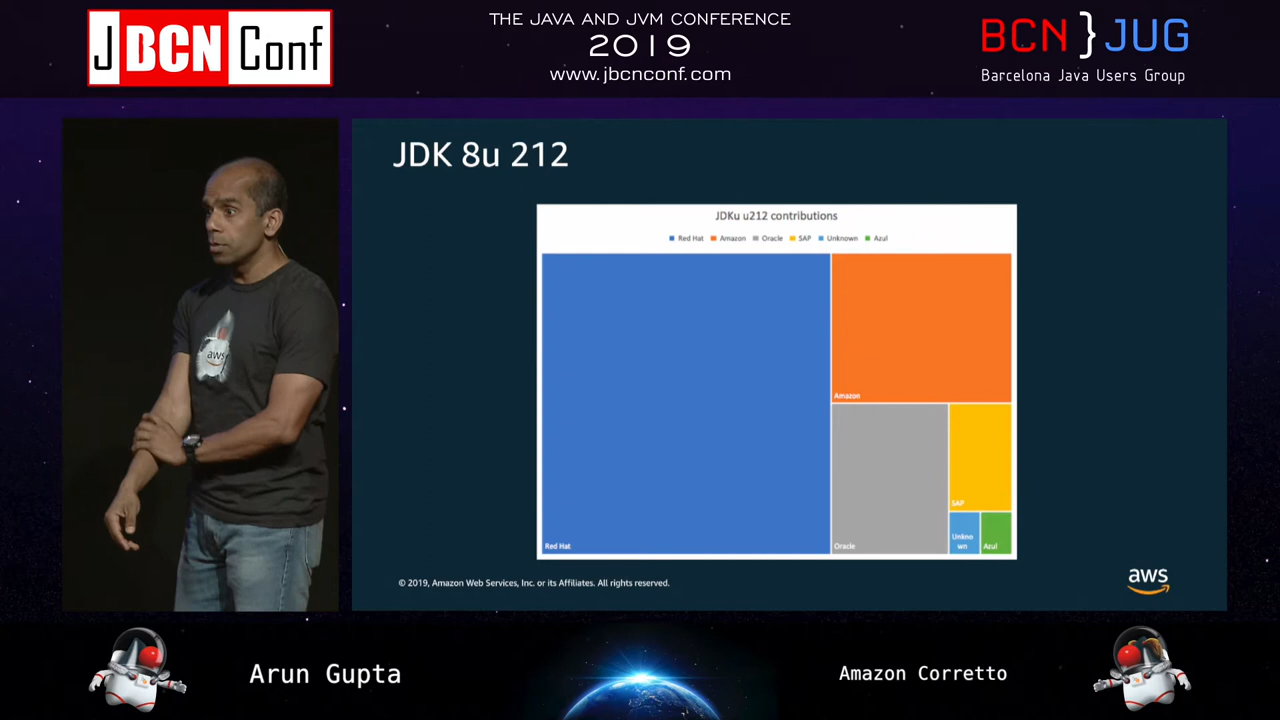 J BCN Conf
THE JAVA AND JVM CONFERENCE
2019
www.jbcnconf.com
BCN } JUG
Barcelona Java Users Group
aws
JDK 8u 212
JDKu u212 contributions
Red Hat Amazon Oracle SAP Unknown Azul
Red Hat
Amazon
Oracle
SAP
Unkno
wn
Azul
© 2019, Amazon Web Services, Inc. or its Affiliates. All rights reserved.
aws
Arun Gupta
Amazon Corretto